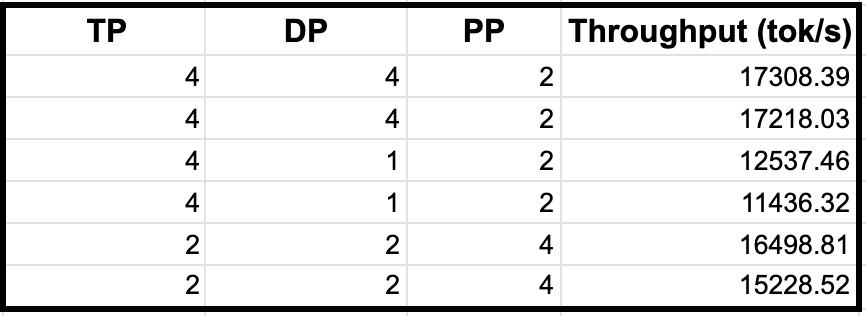 TP DP PP Throughput (tok/s)
4 4 2 17308.39
4 4 2 17218.03
4 1 2 12537.46
4 1 2 11436.32
2 2 4 16498.81
2 2 4 15228.52